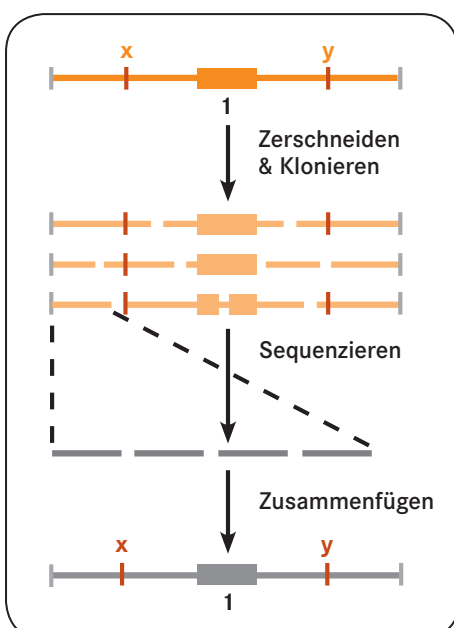 x y
1
Zerschneiden
& Klonieren
Sequenzieren
Zusammenfügen
x y
1